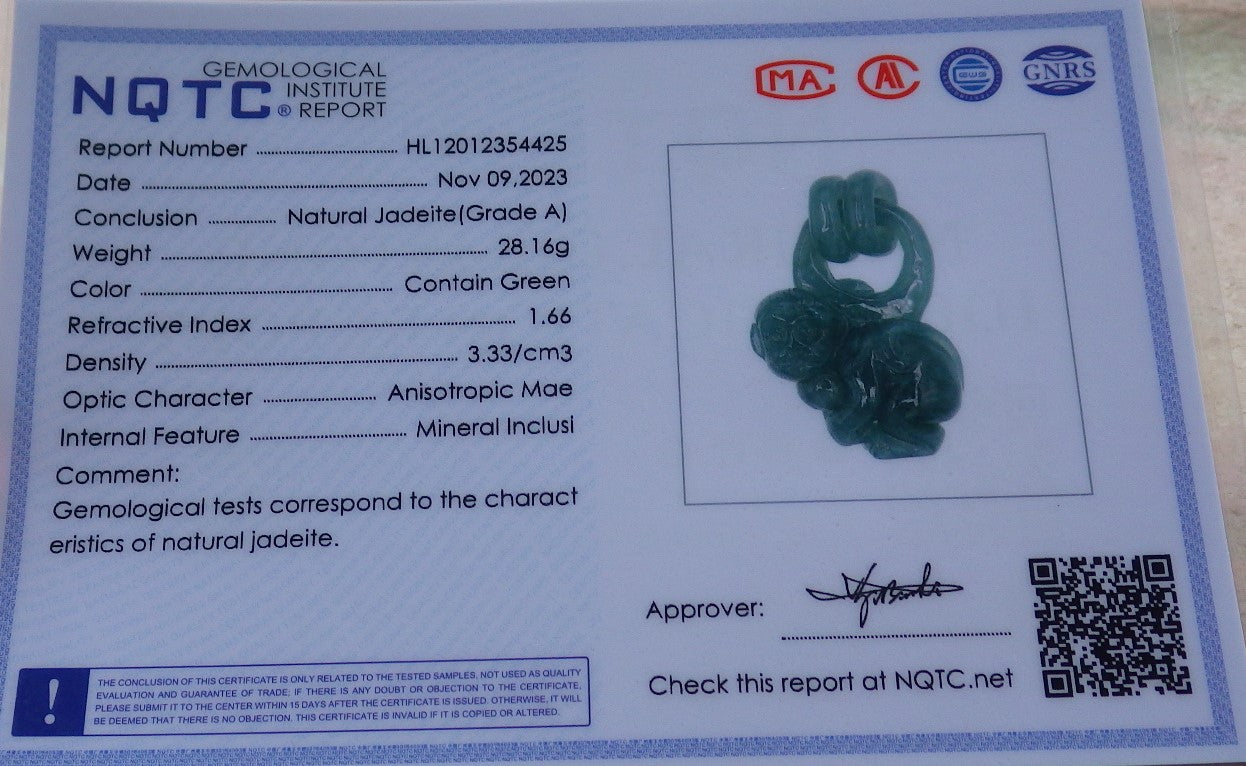 NQTC® GEMOLOGICAL INSTITUTE REPORT
MA
GNRS
Report Number HL12012354425
Date Nov 09,2023
Conclusion Natural Jadeite(Grade A)
Weight 28.16g
Color Contain Green
Refractive Index 1.66
Density 3.33/cm3
Optic Character Anisotropic Mae
Internal Feature Mineral Inclusi
Comment:
Gemological tests correspond to the charact
eristics of natural jadeite.
Approver:
Check this report at NQTC.net
!
THE CONCLUSION OF THIS CERTIFICATE IS ONLY RELATED TO THE TESTED SAMPLES, NOT USED AS QUALITY
EVALUATION AND GUARANTEE OF TRADE; IF THERE IS ANY DOUBT OR OBJECTION TO THE CERTIFICATE,
PLEASE SUBMIT IT TO THE CENTER WITHIN 15 DAYS AFTER THE CERTIFICATE IS ISSUED. OTHERWISE, IT WILL
BE DEEMED THAT THERE IS NO OBJECTION. THIS CERTIFICATE IS INVALID IF IT IS COPIED OR ALTERED.